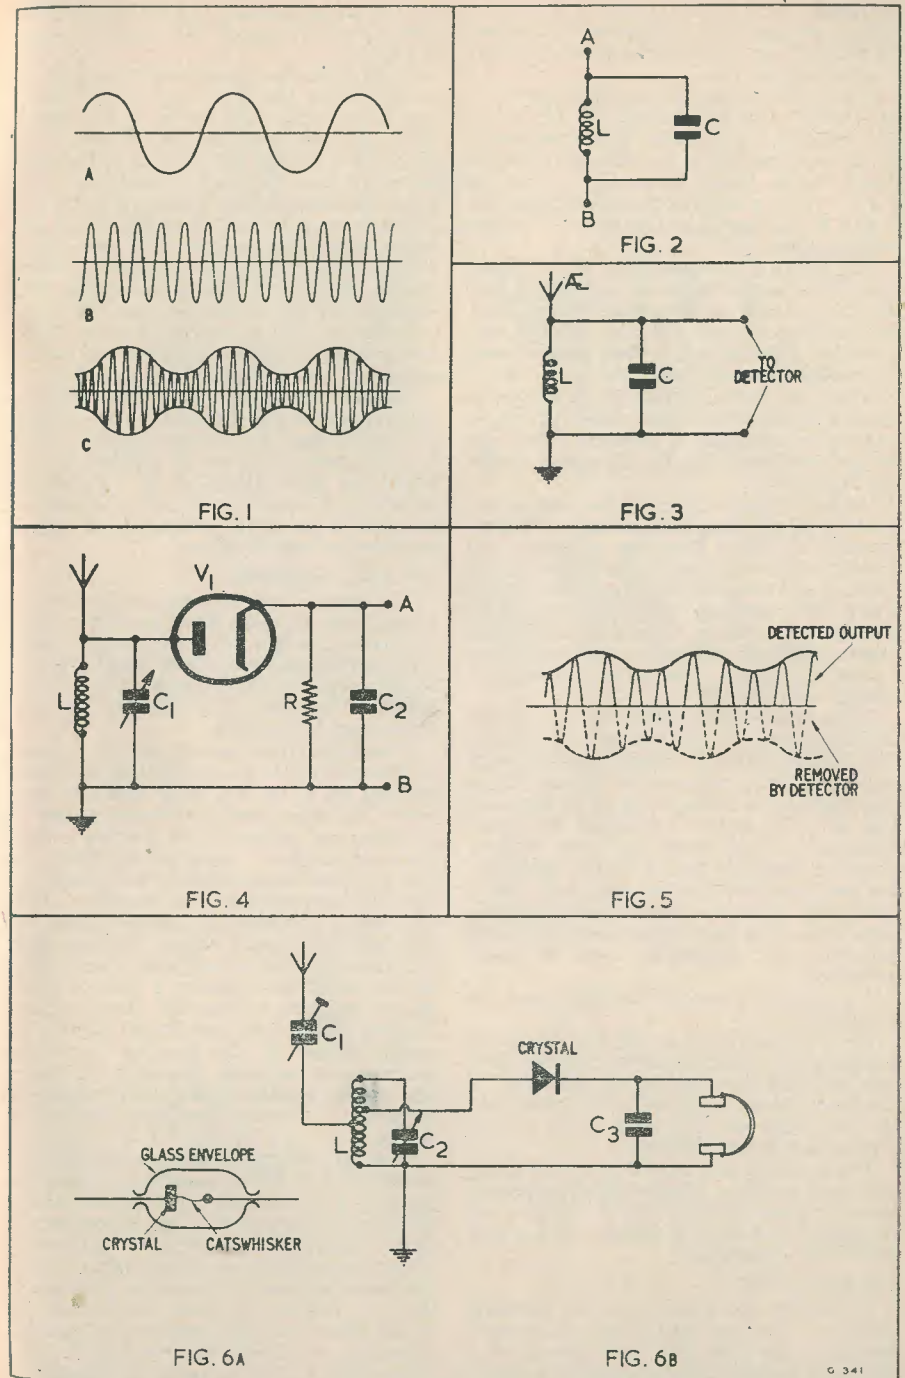 A
B
C
FIG. 1
A
L
C
B
FIG. 2
Æ
L
C
TO
DETECTOR
FIG. 3
V1
A
L
C1
R
C2
B
FIG. 4
DETECTED OUTPUT
REMOVED
BY DETECTOR
FIG. 5
C1
CRYSTAL
L
C2
C3
GLASS ENVELOPE
CRYSTAL
CATSWHISKER
FIG. 6A
FIG. 6B
G 341